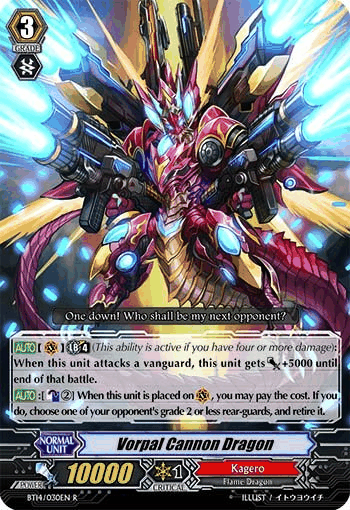 3
GRADE
One down! Who shall be my next opponent?
AUTO [ ] LB 4 (This ability is active if you have four or more damage):
When this unit attacks a vanguard, this unit gets +5000 until
end of battle.
AUTO : [ ② ] When this unit is placed on , you may pay the cost. If you
do, choose one of your opponent's grade 2 or less rear-guards, and retire it.
NORMAL
UNIT
Vorpal Cannon Dragon
POWER
10000
1
CRITICAL
Kagero
Flame Dragon
BT14/030EN R
ILLUST / イトウヨウイチ